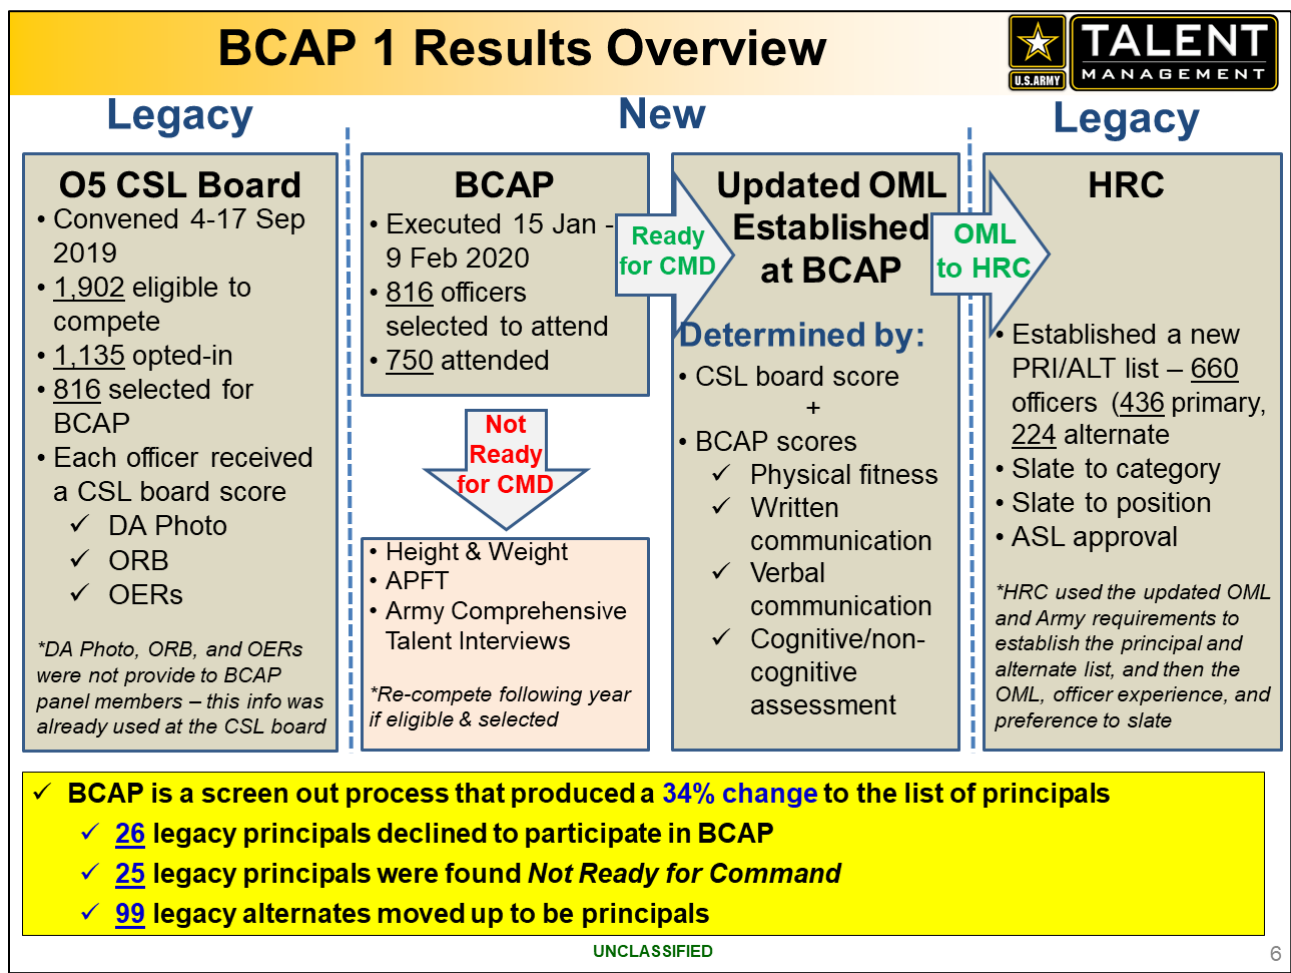 BCAP 1 Results Overview
U.S.ARMY
TALENT
MANAGEMENT
Legacy
New
Legacy
O5 CSL Board
• Convened 4-17 Sep
2019
• 1,902 eligible to
compete
• 1,135 opted-in
• 816 selected for
BCAP
• Each officer received
a CSL board score
✓ DA Photo
✓ ORB
✓ OERs
*DA Photo, ORB, and OERs
were not provide to BCAP
panel members – this info was
already used at the CSL board
BCAP
• Executed 15 Jan -
9 Feb 2020
• 816 officers
selected to attend
• 750 attended
Ready
for CMD
Not
Ready
for CMD
• Height & Weight
• APFT
• Army Comprehensive
Talent Interviews
*Re-compete following year
if eligible & selected
Updated OML
Established
at BCAP
Determined by:
• CSL board score
+
• BCAP scores
✓ Physical fitness
✓ Written
communication
✓ Verbal
communication
✓ Cognitive/non-
cognitive
assessment
OML
to HRC
HRC
• Established a new
PRI/ALT list – 660
officers (436 primary,
224 alternate
• Slate to category
• Slate to position
• ASL approval
*HRC used the updated OML
and Army requirements to
establish the principal and
alternate list, and then the
OML, officer experience, and
preference to slate
✓ BCAP is a screen out process that produced a 34% change to the list of principals
✓ 26 legacy principals declined to participate in BCAP
✓ 25 legacy principals were found Not Ready for Command
✓ 99 legacy alternates moved up to be principals
UNCLASSIFIED
6